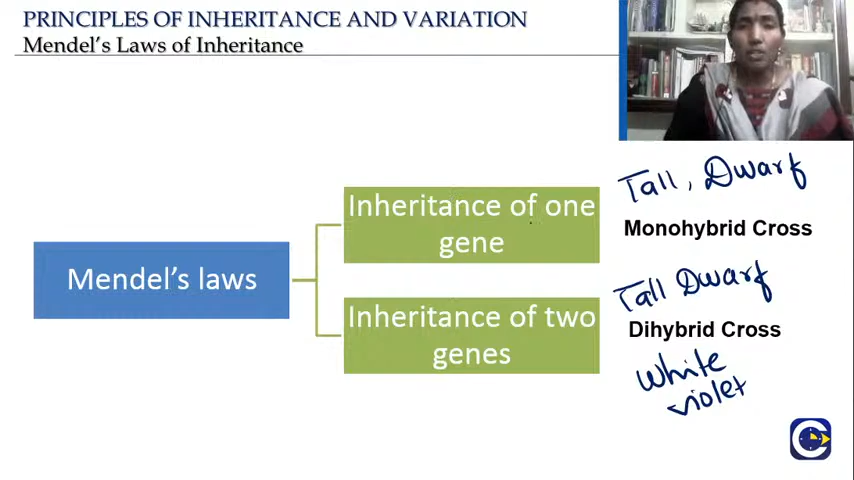 PRINCIPLES OF INHERITANCE AND VARIATION
Mendel's Laws of Inheritance
Tall, Dwarf
Inheritance of one
gene
Monohybrid Cross
Mendel's laws
Tall Dwarf
Inheritance of two
genes
Dihybrid Cross
White
violet